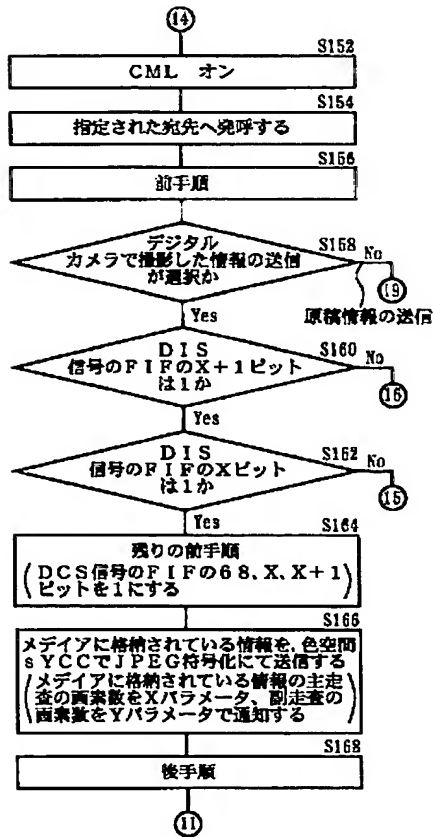 14
S152
CML オン
S154
指定された宛先へ発呼する
S156
前手順
デジタル
カメラで撮影した情報の送信
が選択か
S158
No
19
原稿情報の送信
Yes
DIS
信号のFIFのX+1ビット
は1か
S160
No
16
Yes
DIS
信号のFIFのXビット
は1か
S162
No
15
Yes
S164
残りの前手順
(DCS信号のFIFの68、X、X+1
ビットを1にする)
S166
メデイアに格納されている情報を、色空間
sYCCでJPEG符号化にて送信する
(メデイアに格納されている情報の主走
査の画素数をXパラメータ、副走査の
画素数をYパラメータで通知する)
S168
後手順
11